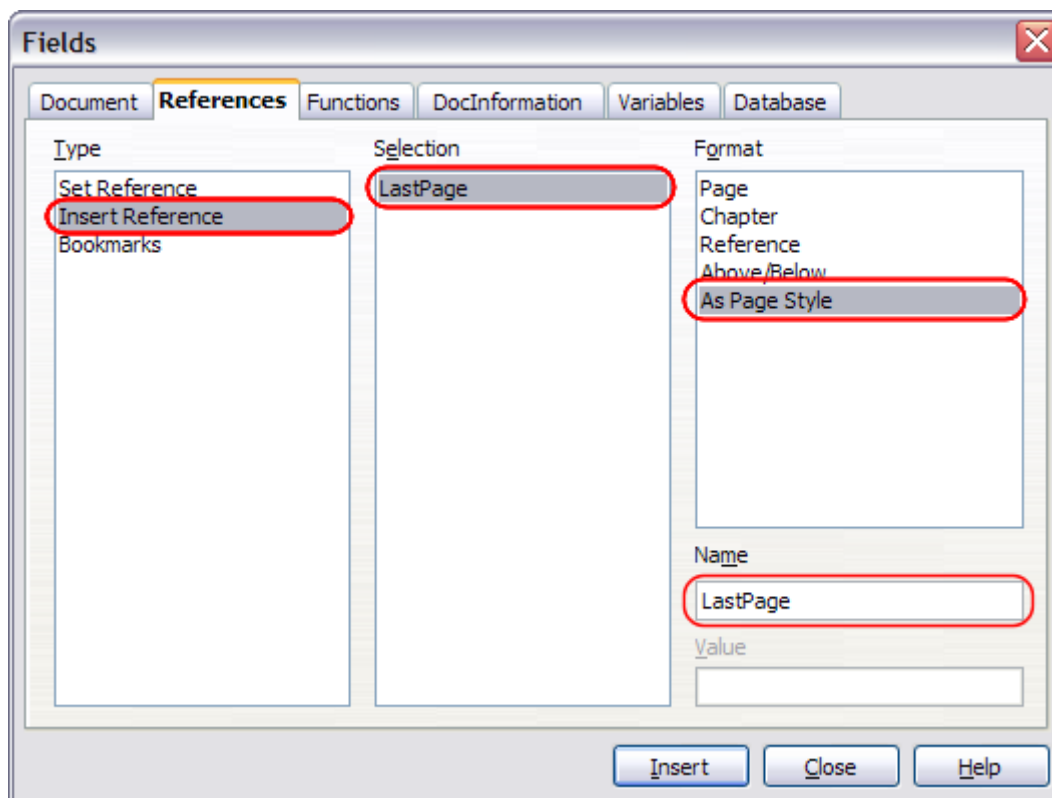 Fields
Document References Functions DocInformation Variables Database
Type Selection Format
Set Reference LastPage Page
Insert Reference Chapter
Bookmarks Reference
Above/Below
As Page Style
Name
LastPage
Value
Insert Close Help